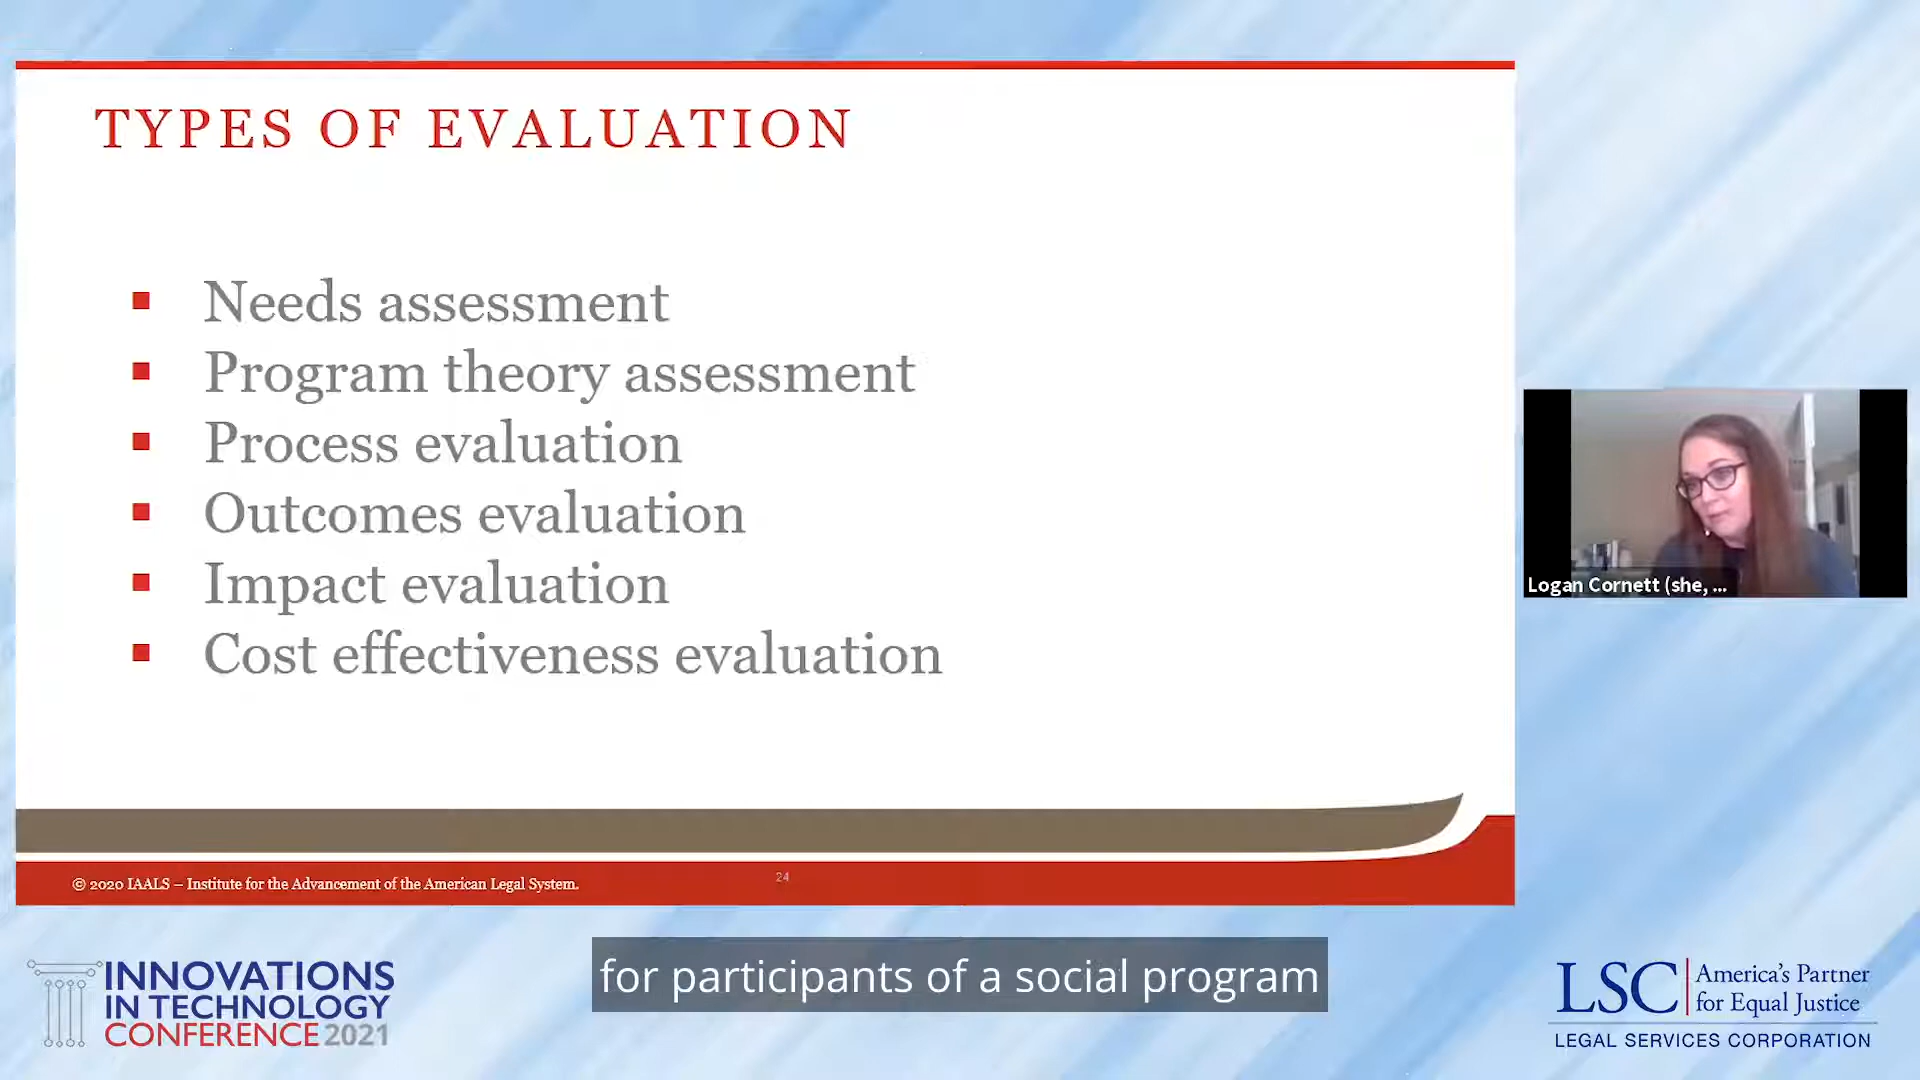 TYPES OF EVALUATION
Needs assessment
Program theory assessment
Process evaluation
Outcomes evaluation
Impact evaluation
Cost effectiveness evaluation
© 2020 IAALS – Institute for the Advancement of the American Legal System.
24
Logan Cornett (she, ...
INNOVATIONS
IN TECHNOLOGY
CONFERENCE 2021
for participants of a social program
LSC
America's Partner
for Equal Justice
LEGAL SERVICES CORPORATION